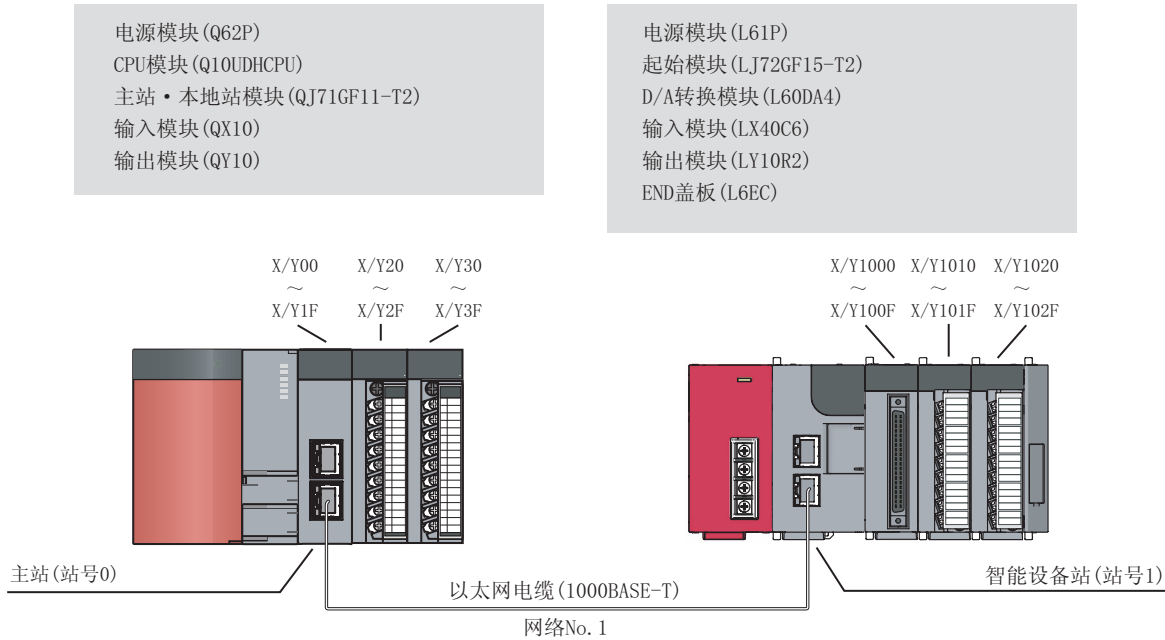 电源模块(Q62P)
CPU模块(Q10UDHCPU)
主站·本地站模块(QJ71GF11-T2)
输入模块(QX10)
输出模块(QY10)
电源模块(L61P)
起始模块(LJ72GF15-T2)
D/A转换模块(L60DA4)
输入模块(LX40C6)
输出模块(LY10R2)
END盖板(L6EC)
X/Y00 X/Y20 X/Y30
～ ～ ～
X/Y1F X/Y2F X/Y3F
X/Y1000 X/Y1010 X/Y1020
～ ～ ～
X/Y100F X/Y101F X/Y102F
主站(站号0)
以太网电缆(1000BASE-T)
网络No.1
智能设备站(站号1)